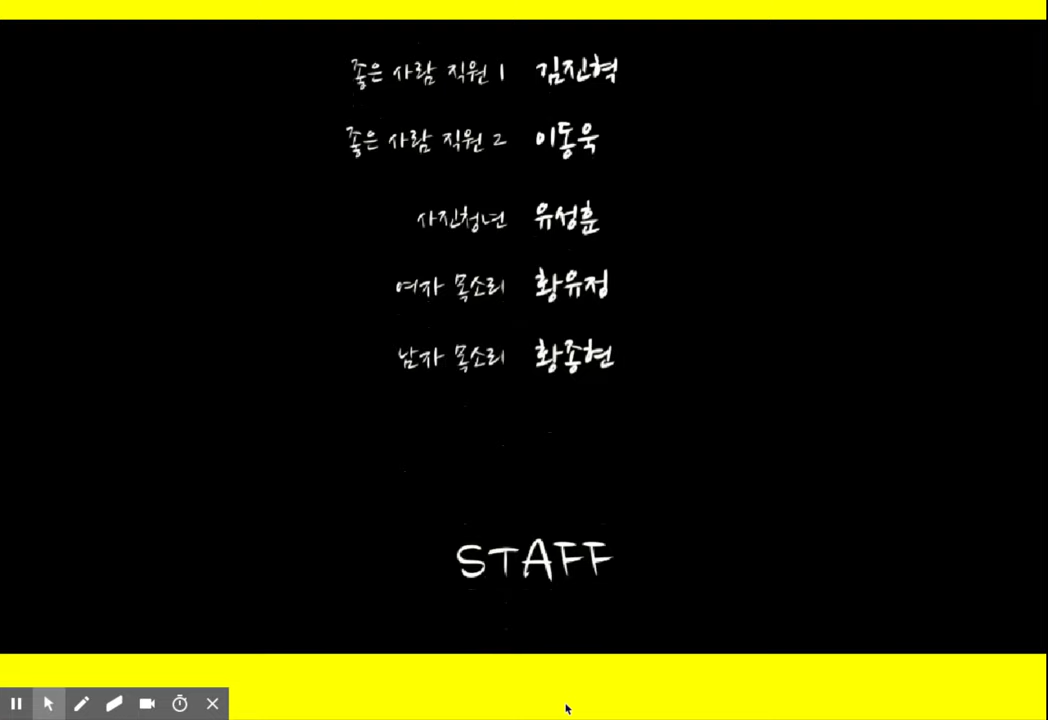 좋은 사람 직원 1 김진혁
좋은 사람 직원 2 이동욱
사진청년 유성훈
여자 목소리 황유정
남자 목소리 황종현
STAFF